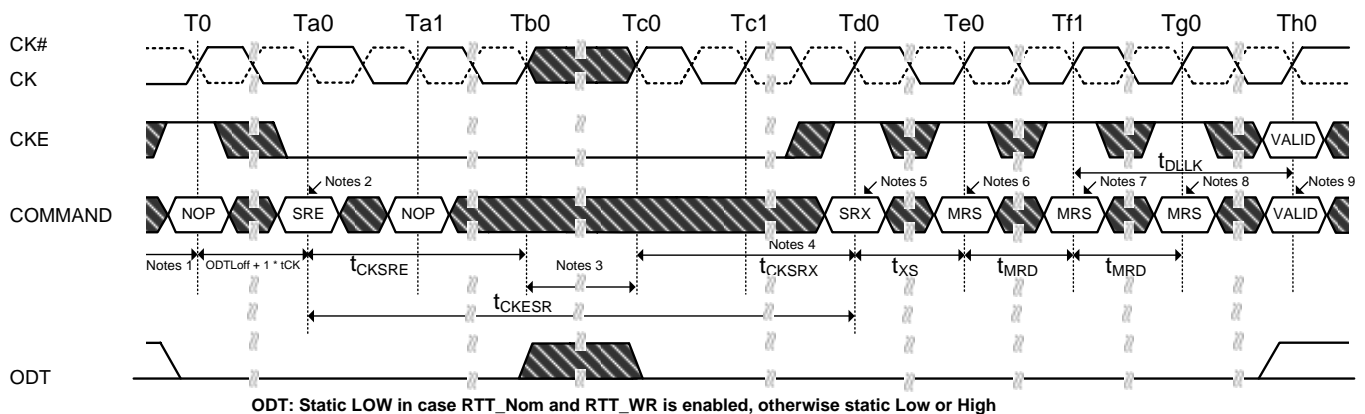 T0 Ta0 Ta1 Tb0 Tc0 Tc1 Td0 Te0 Tf1 Tg0 Th0
CK#
CK
CKE
VALID
tDLLK
Notes 2
Notes 5
Notes 6
Notes 7
Notes 8
Notes 9
COMMAND
NOP SRE NOP SRX MRS MRS MRS VALID
Notes 1
ODTLoff + 1 * tCK
tCKSRE
Notes 3
Notes 4
tCKSRX
tXS
tMRD
tMRD
tCKESR
ODT
ODT: Static LOW in case RTT_Nom and RTT_WR is enabled, otherwise static Low or High